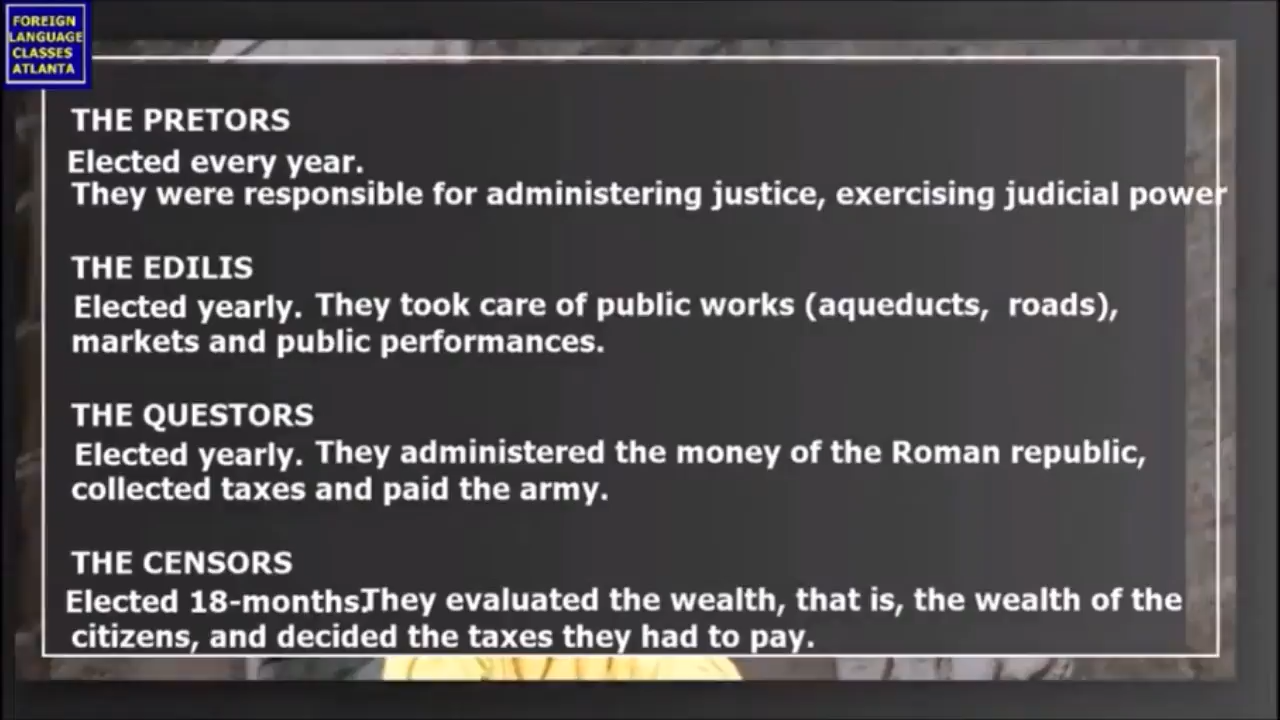 FOREIGN
LANGUAGE
CLASSES
ATLANTA
THE PRETORS
Elected every year.
They were responsible for administering justice, exercising judicial power
THE EDILIS
Elected yearly. They took care of public works (aqueducts, roads),
markets and public performances.
THE QUESTORS
Elected yearly. They administered the money of the Roman republic,
collected taxes and paid the army.
THE CENSORS
Elected 18-months.They evaluated the wealth, that is, the wealth of the
citizens, and decided the taxes they had to pay.